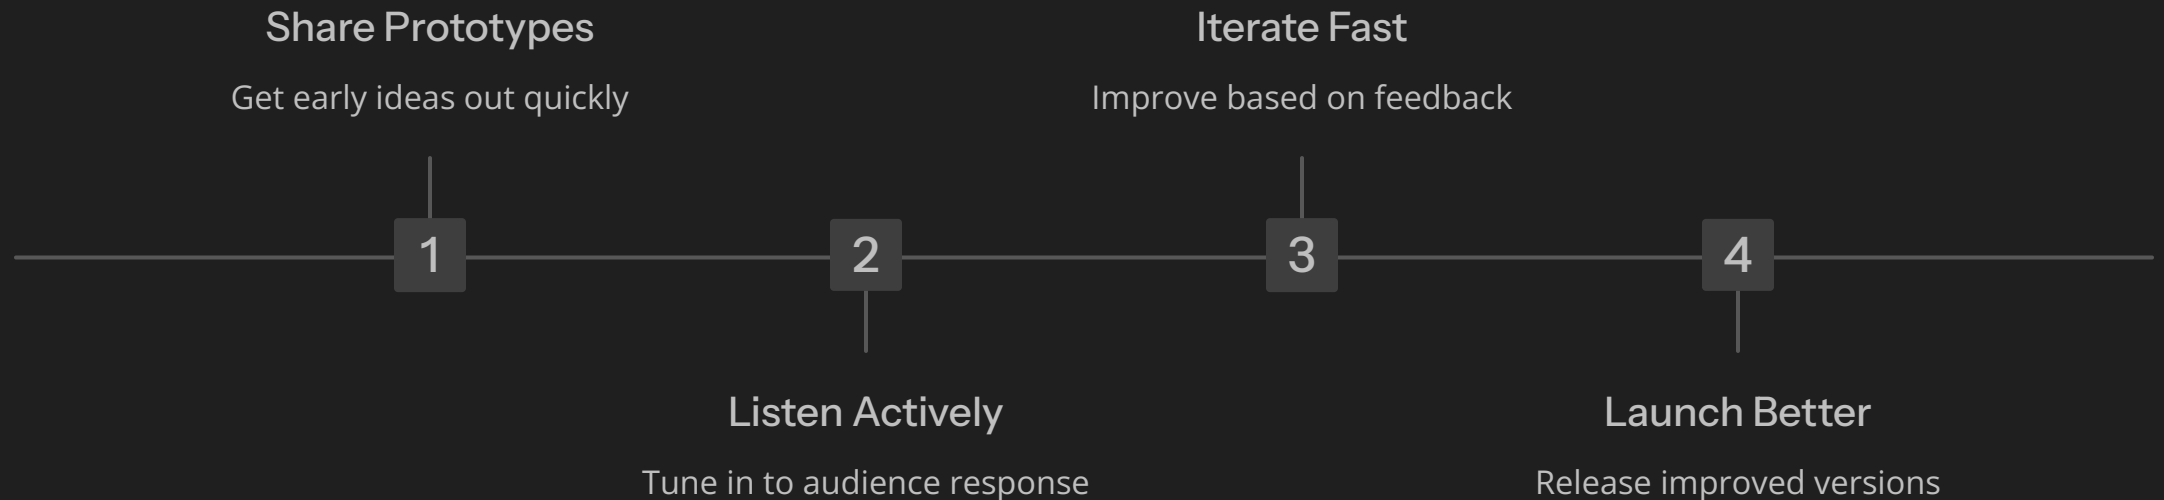 Share Prototypes
Get early ideas out quickly
1
2
Listen Actively
Tune in to audience response
Iterate Fast
Improve based on feedback
3
4
Launch Better
Release improved versions